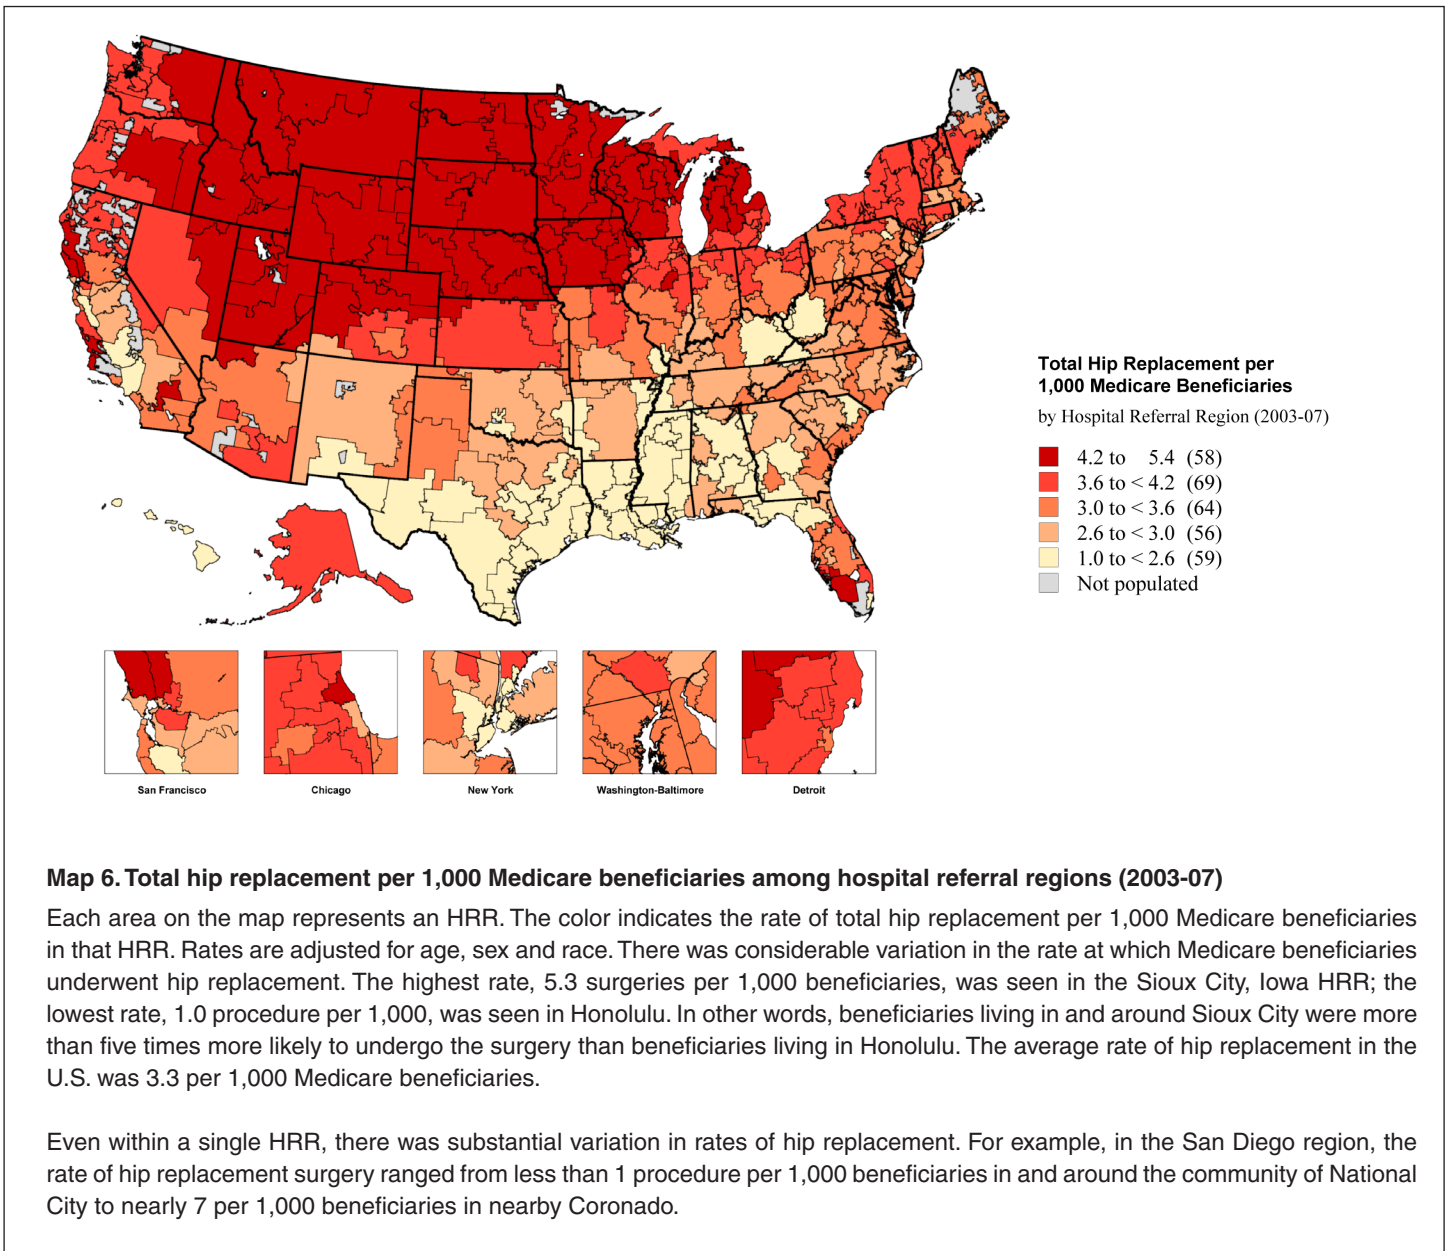 Total Hip Replacement per
1,000 Medicare Beneficiaries
by Hospital Referral Region (2003-07)
4.2 to 5.4 (58)
3.6 to < 4.2 (69)
3.0 to < 3.6 (64)
2.6 to < 3.0 (56)
1.0 to < 2.6 (59)
Not populated
San Francisco
Chicago
New York
Washington-Baltimore
Detroit
Map 6. Total hip replacement per 1,000 Medicare beneficiaries among hospital referral regions (2003-07)
Each area on the map represents an HRR. The color indicates the rate of total hip replacement per 1,000 Medicare beneficiaries
in that HRR. Rates are adjusted for age, sex and race. There was considerable variation in the rate at which Medicare beneficiaries
underwent hip replacement. The highest rate, 5.3 surgeries per 1,000 beneficiaries, was seen in the Sioux City, Iowa HRR; the
lowest rate, 1.0 procedure per 1,000, was seen in Honolulu. In other words, beneficiaries living in and around Sioux City were more
than five times more likely to undergo the surgery than beneficiaries living in Honolulu. The average rate of hip replacement in the
U.S. was 3.3 per 1,000 Medicare beneficiaries.
Even within a single HRR, there was substantial variation in rates of hip replacement. For example, in the San Diego region, the
rate of hip replacement surgery ranged from less than 1 procedure per 1,000 beneficiaries in and around the community of National
City to nearly 7 per 1,000 beneficiaries in nearby Coronado.